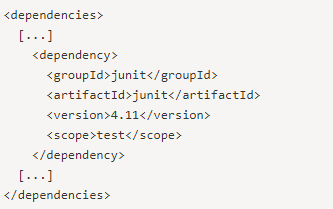 <dependencies>
  [...]
    <dependency>
      <groupId>junit</groupId>
      <artifactId>junit</artifactId>
      <version>4.11</version>
      <scope>test</scope>
    </dependency>
  [...]
</dependencies>